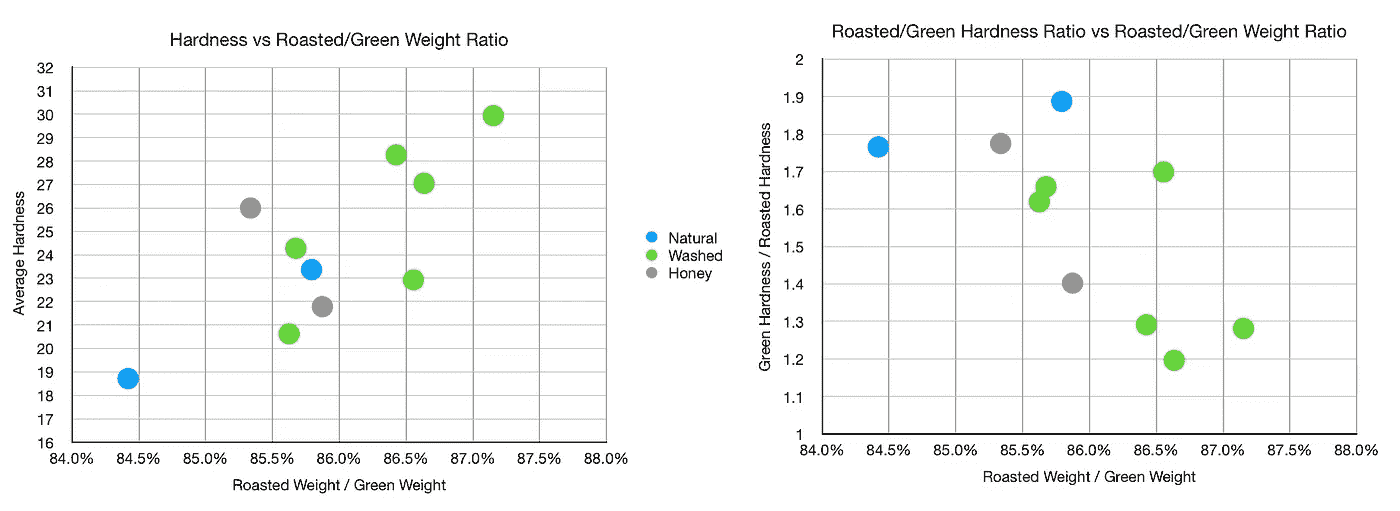 Hardness vs Roasted/Green Weight Ratio
32
31
30
29
28
27
26
25
24
23
22
21
20
19
18
17
16
Average Hardness
84.0% 84.5% 85.0% 85.5% 86.0% 86.5% 87.0% 87.5% 88.0%
Roasted Weight / Green Weight
Natural
Washed
Honey
Roasted/Green Hardness Ratio vs Roasted/Green Weight Ratio
2
1.9
1.8
1.7
1.6
1.5
1.4
1.3
1.2
1.1
1
Green Hardness / Roasted Hardness
84.0% 84.5% 85.0% 85.5% 86.0% 86.5% 87.0% 87.5% 88.0%
Roasted Weight / Green Weight